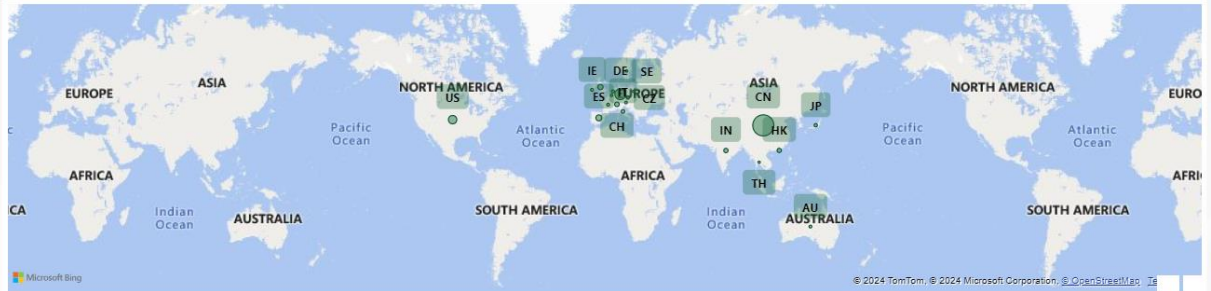 EUROPE
ASIA
AFRICA
Indian
Ocean
AUSTRALIA
CA
Pacific
Ocean
NORTH AMERICA
US
SOUTH AMERICA
Atlantic
Ocean
IE
DE
SE
ES
IT
EUROPE
CZ
CH
AFRICA
ASIA
CN
JP
IN
HK
TH
AU
AUSTRALIA
Indian
Ocean
Pacific
Ocean
NORTH AMERICA
SOUTH AMERICA
Atlantic
Ocean
EURO
AFRI
Microsoft Bing
© 2024 TomTom, © 2024 Microsoft Corporation, © OpenStreetMap Te